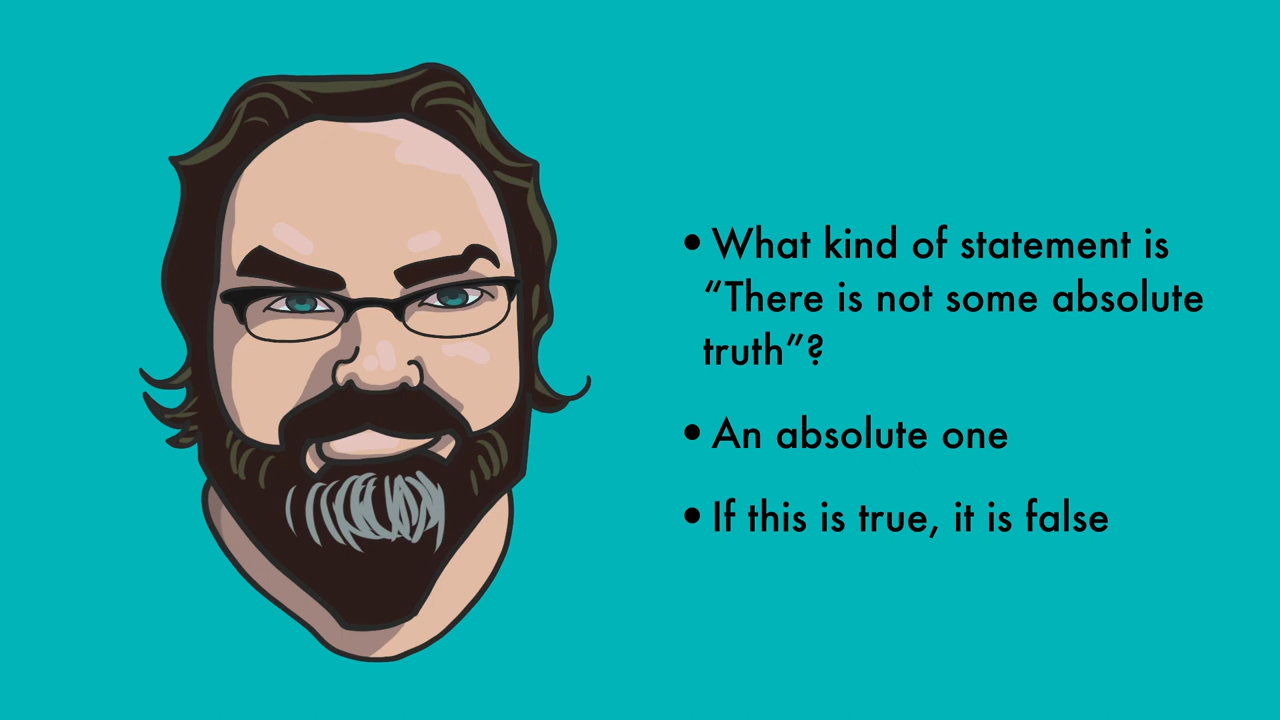 • What kind of statement is
“There is not some absolute
truth”?
• An absolute one
• If this is true, it is false